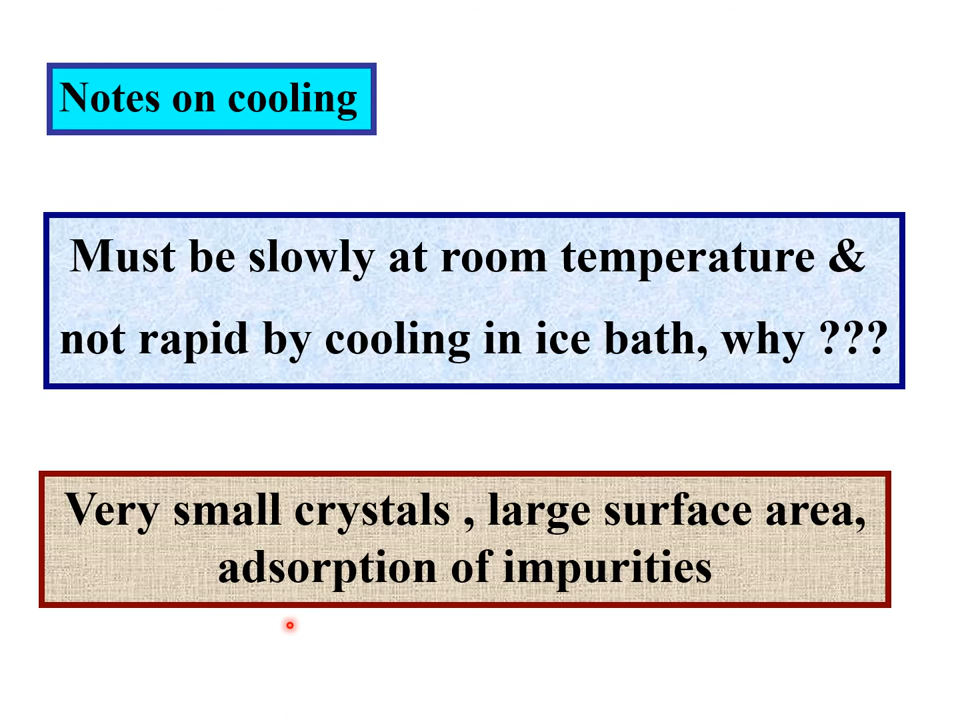 Notes on cooling
Must be slowly at room temperature &
not rapid by cooling in ice bath, why ???
Very small crystals , large surface area,
adsorption of impurities